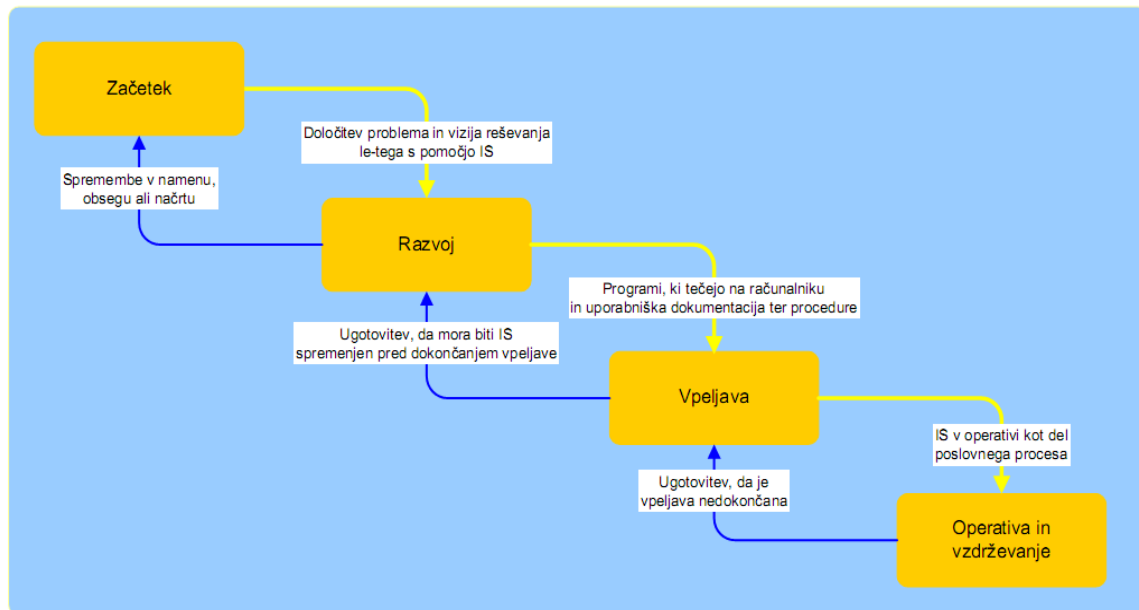 Začetek
Določitev problema in vizija reševanja
le-tega s pomočjo IS
Spremembe v namenu,
obsegu ali načrtu
Razvoj
Programi, ki tečejo na računalniku
in uporabniška dokumentacija ter procedure
Ugotovitev, da mora biti IS
spremenjen pred dokončanjem vpeljave
Vpeljava
IS v operativi kot del
poslovnega procesa
Ugotovitev, da je
vpeljava nedokončana
Operativa in
vzdrževanje